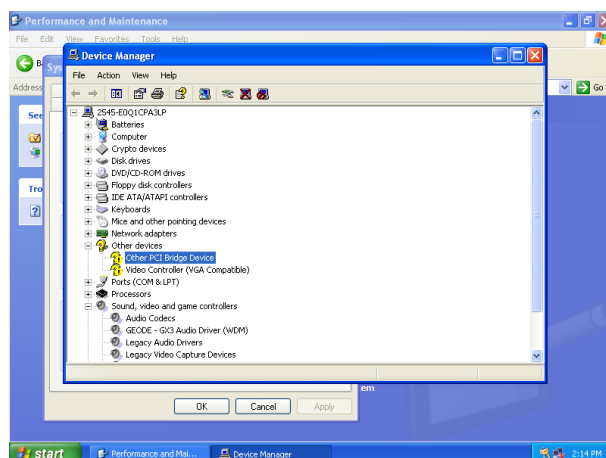 Performance and Maintenance
File Edit View Favorites Tools Help
Device Manager
File Action View Help
Address
Go
2545-E0Q1CPA3LP
Batteries
Computer
Crypto devices
Disk drives
DVD/CD-ROM drives
Floppy disk controllers
IDE ATA/ATAPI controllers
Keyboards
Mice and other pointing devices
Network adapters
Other devices
Other PCI Bridge Device
Video Controller (VGA Compatible)
Ports (COM & LPT)
Processors
Sound, video and game controllers
Audio Codecs
GEODE - GX3 Audio Driver (WDM)
Legacy Audio Drivers
Legacy Video Capture Devices
See
Tro
Sys
em
OK Cancel Apply
start Performance and Mai... Device Manager 2:14 PM